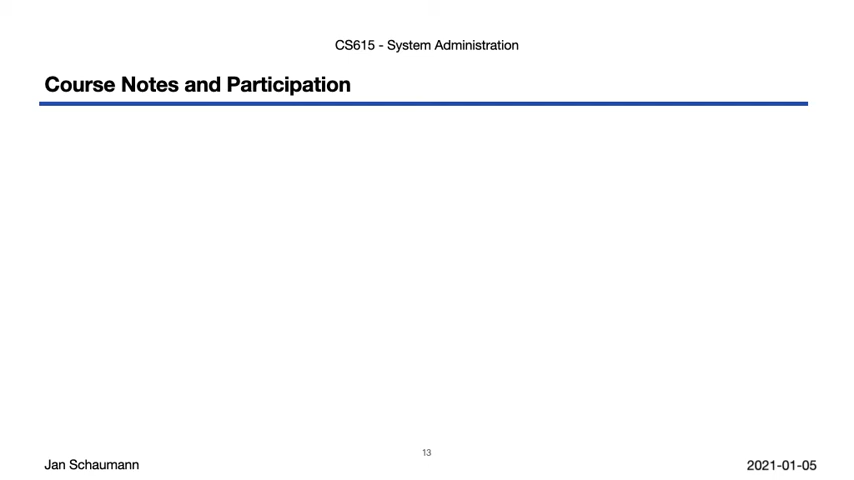 CS615 - System Administration
Course Notes and Participation
13
Jan Schaumann
2021-01-05